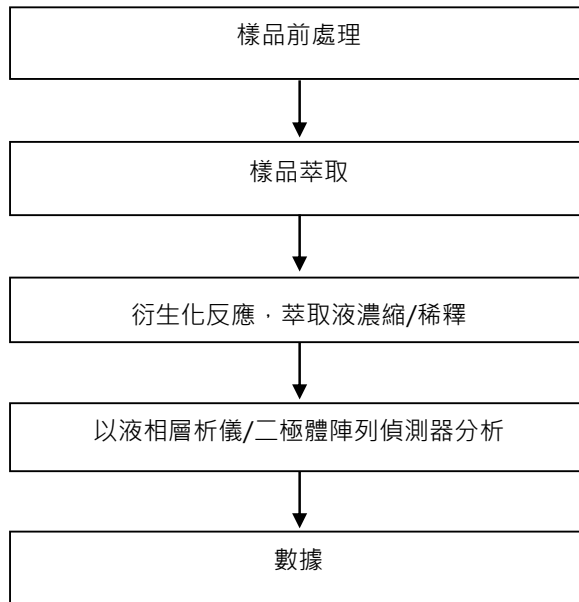 樣品前處理
樣品萃取
衍生化反應，萃取液濃縮/稀釋
以液相層析儀/二極體陣列偵測器分析
數據